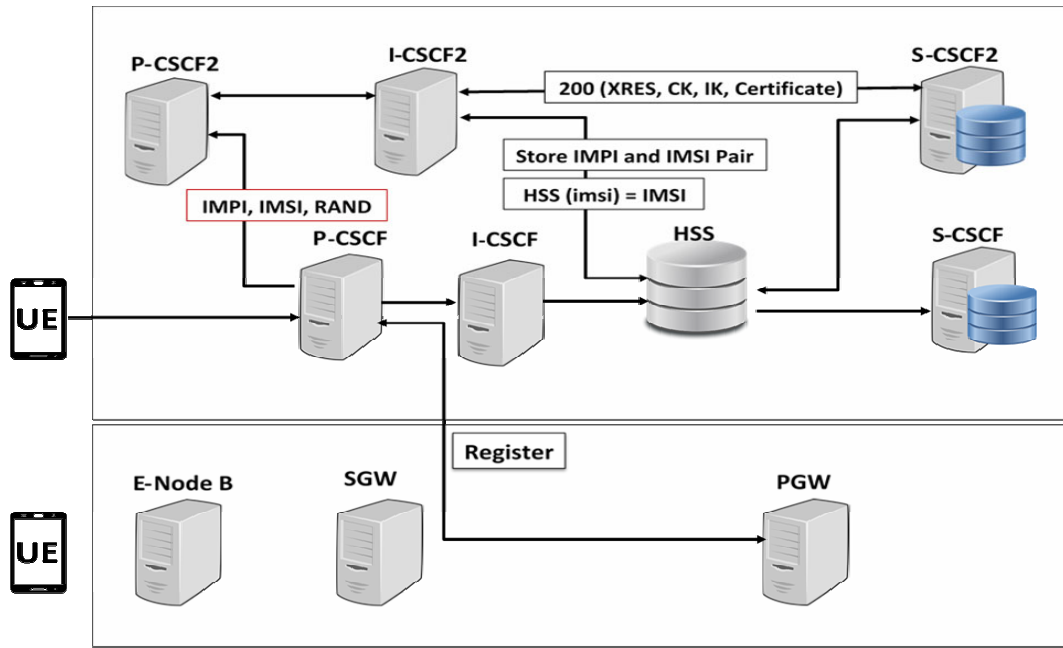 P-CSCF2
I-CSCF2
S-CSCF2
200 (XRES, CK, IK, Certificate)
Store IMPI and IMSI Pair
HSS (imsi) = IMSI
IMPI, IMSI, RAND
P-CSCF
I-CSCF
HSS
S-CSCF
UE
Register
E-Node B
SGW
PGW
UE